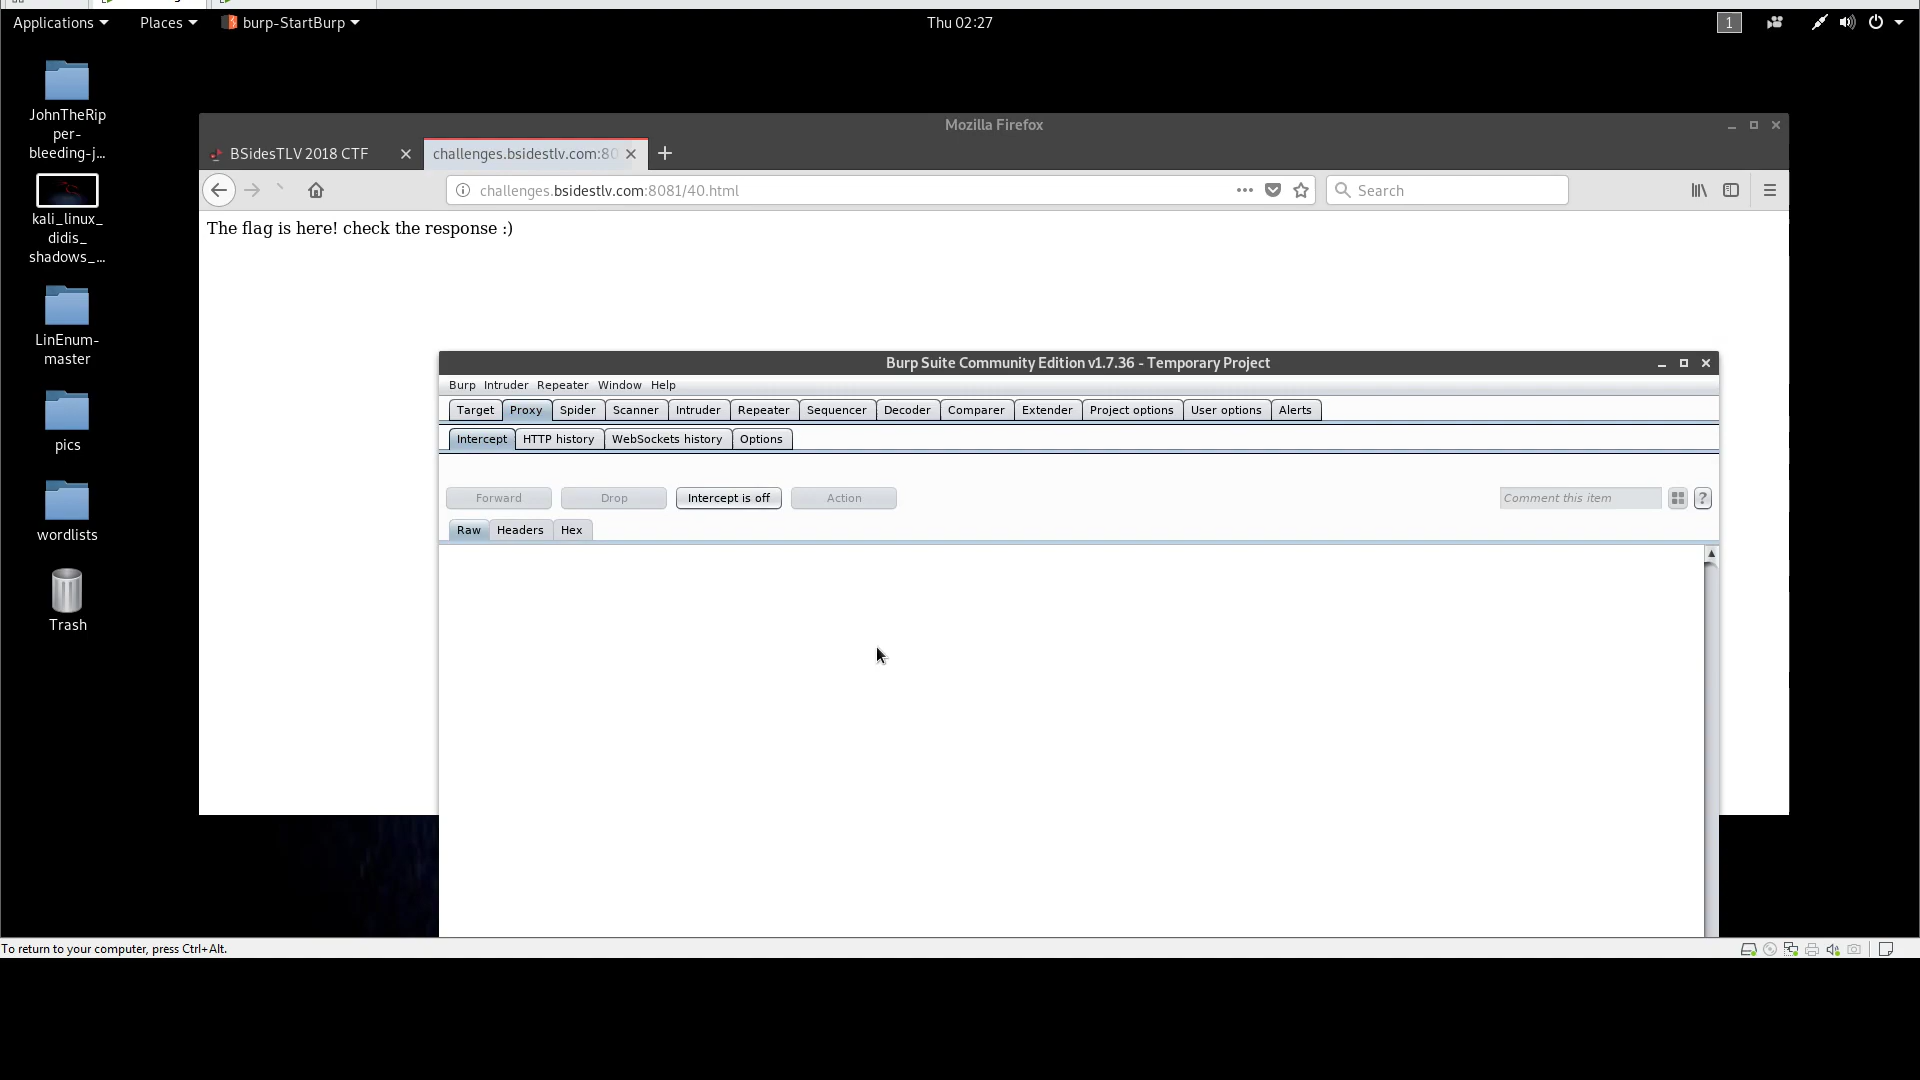 Applications Places burp-StartBurp Thu 02:27 1
JohnTheRip
per-
bleeding-j...
kali_linux_
didis_
shadows_...
LinEnum-
master
pics
wordlists
Trash
Mozilla Firefox
BSidesTLV 2018 CTF challenges.bsidestlv.com:80
challenges.bsidestlv.com:8081/40.html Search
The flag is here! check the response :)
Burp Suite Community Edition v1.7.36 - Temporary Project
Burp Intruder Repeater Window Help
Target Proxy Spider Scanner Intruder Repeater Sequencer Decoder Comparer Extender Project options User options Alerts
Intercept HTTP history WebSockets history Options
Forward Drop Intercept is off Action Comment this item ?
Raw Headers Hex
To return to your computer, press Ctrl+Alt.